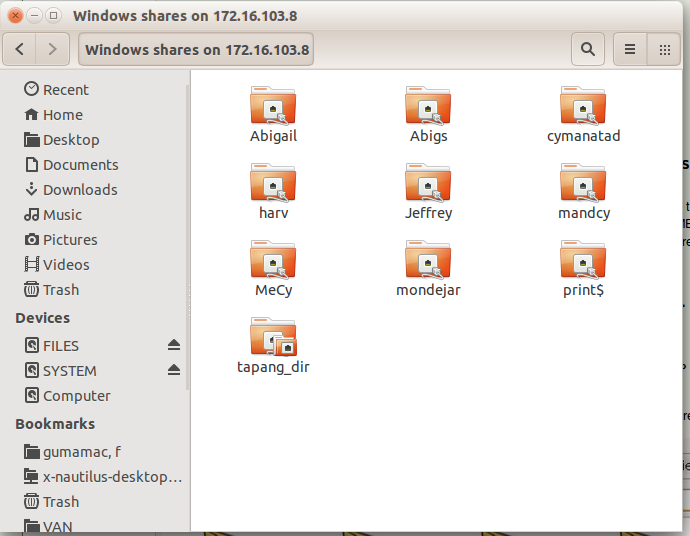 Windows shares on 172.16.103.8
Windows shares on 172.16.103.8
Recent
Home
Desktop
Documents
Downloads
Music
Pictures
Videos
Trash
Devices
FILES
SYSTEM
Computer
Bookmarks
gumamac, f
x-nautilus-desktop...
Trash
VAN
Abigail
Abigs
cymanatad
harv
Jeffrey
mandcy
MeCy
mondejar
print$
tapang_dir